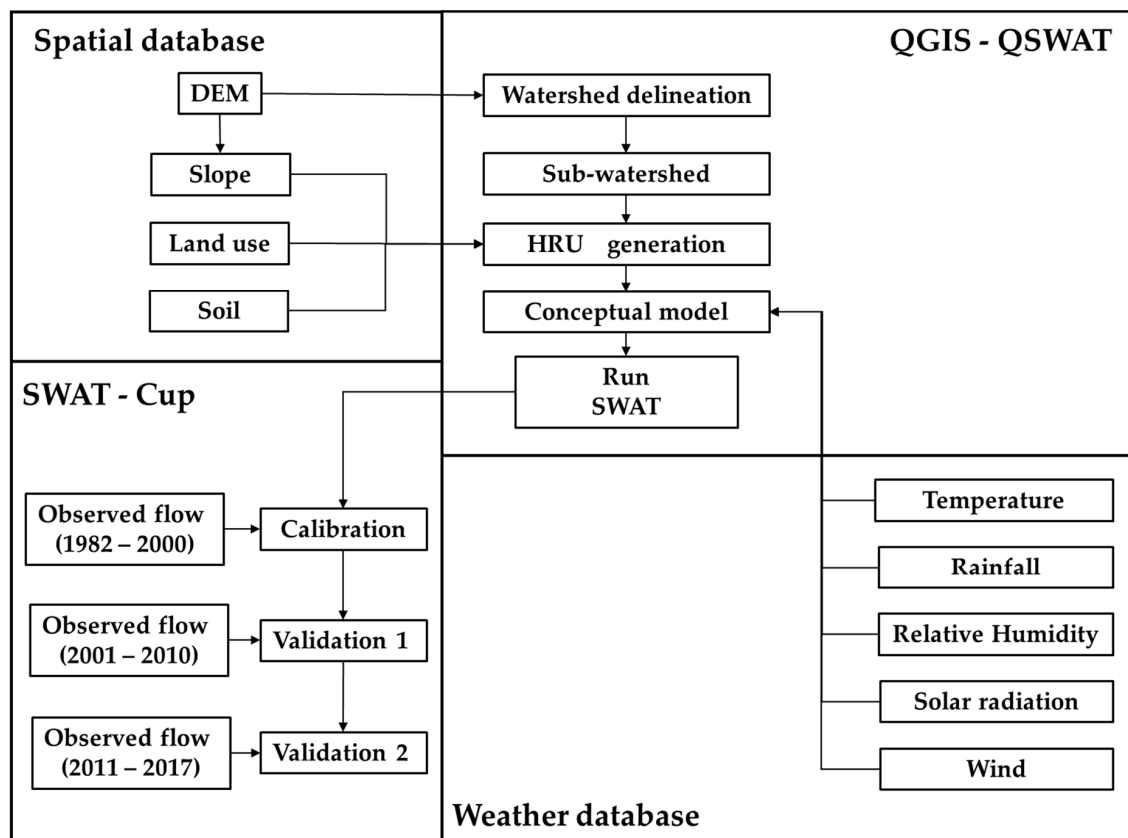 Spatial database
DEM
Slope
Land use
Soil
QGIS - QSWAT
Watershed delineation
Sub-watershed
HRU generation
Conceptual model
Run
SWAT
SWAT - Cup
Observed flow
(1982 – 2000)
Calibration
Observed flow
(2001 – 2010)
Validation 1
Observed flow
(2011 – 2017)
Validation 2
Temperature
Rainfall
Relative Humidity
Solar radiation
Wind
Weather database